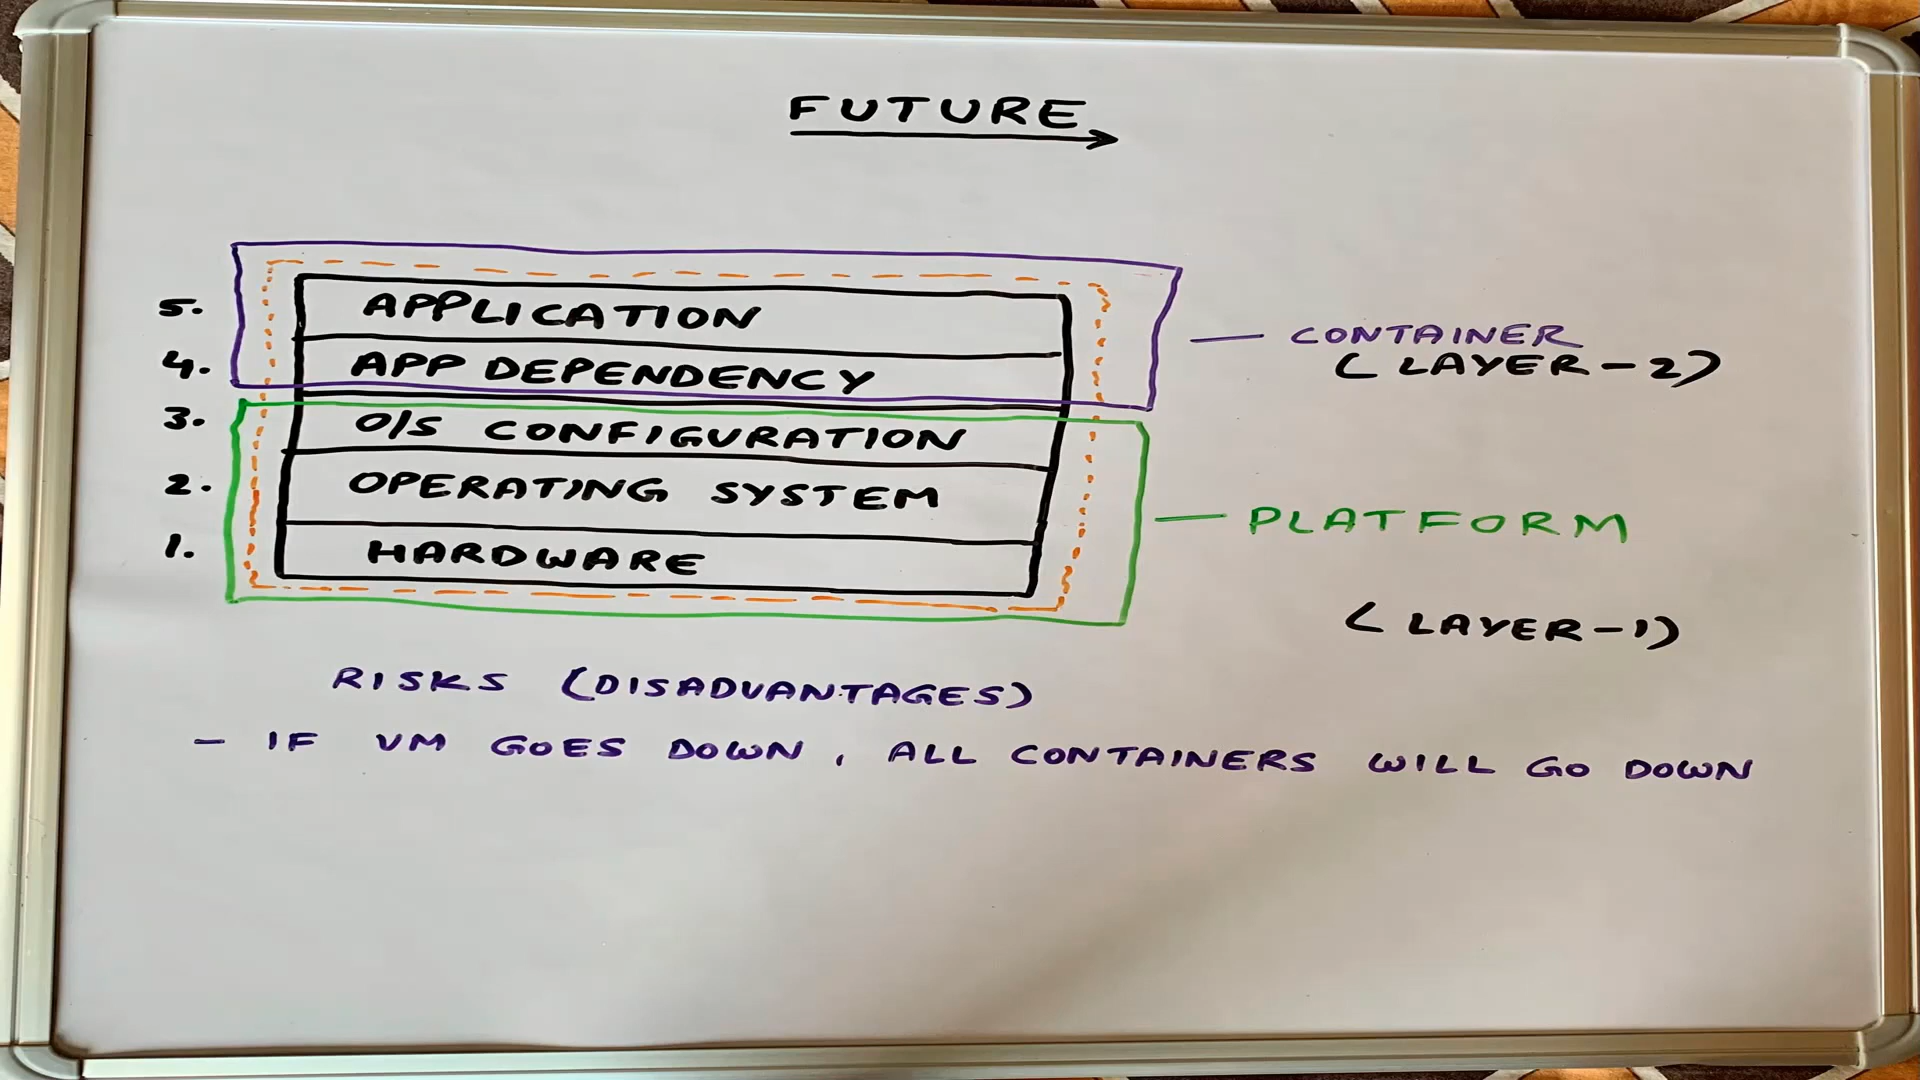 FUTURE
5. APPLICATION
— CONTAINER
4. APP DEPENDENCY
(LAYER-2)
3. O/S CONFIGURATION
2. OPERATING SYSTEM
— PLATFORM
1. HARDWARE
(LAYER-1)
RISKS (DISADVANTAGES)
- IF VM GOES DOWN, ALL CONTAINERS WILL GO DOWN